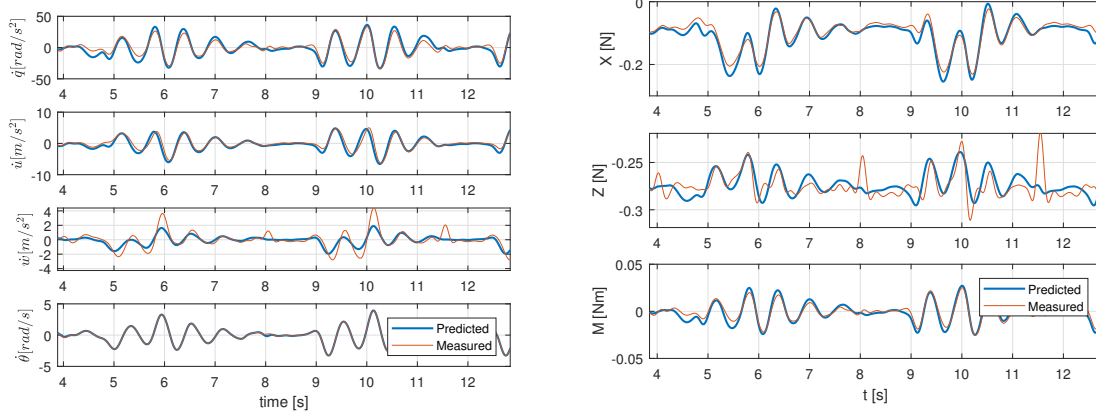 50
0
-50
q̇[rad/s²]
4 5 6 7 8 9 10 11 12
10
0
-10
u̇[m/s²]
4 5 6 7 8 9 10 11 12
4
2
0
-2
-4
ẇ[m/s²]
4 5 6 7 8 9 10 11 12
5
0
-5
θ̇[rad/s]
Predicted
Measured
4 5 6 7 8 9 10 11 12
time [s]
0
-0.2
X [N]
4 5 6 7 8 9 10 11 12
-0.25
-0.3
Z [N]
4 5 6 7 8 9 10 11 12
0.05
0
-0.05
M [Nm]
Predicted
Measured
4 5 6 7 8 9 10 11 12
t [s]